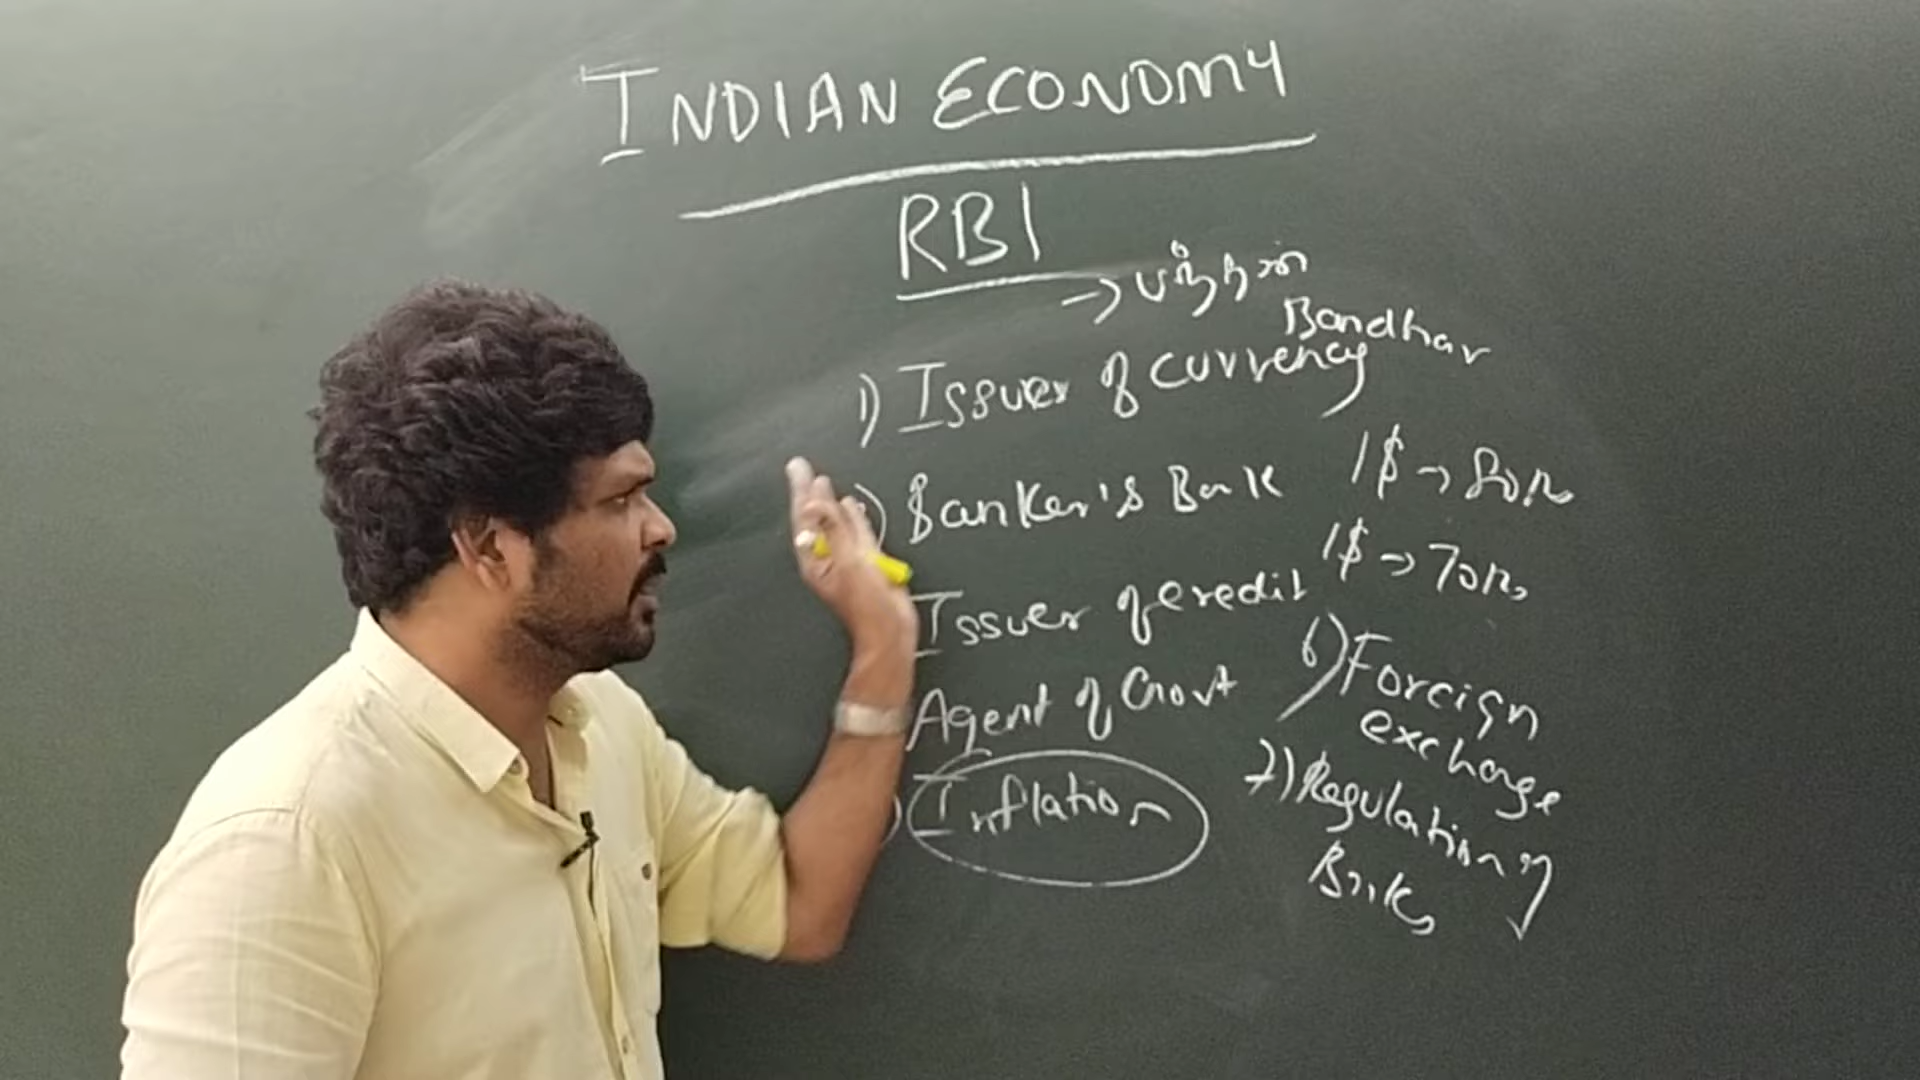 INDIAN ECONOMY
RBI
→ பந்தன்
Bandhan
1) Issuer of currency
) Banker's Bank
1$ → 80Rs
1$ → 70Rs
Issuer of credit
Agent of Govt
) Inflation
6) Foreign
exchange
7) Regulation of
Banks